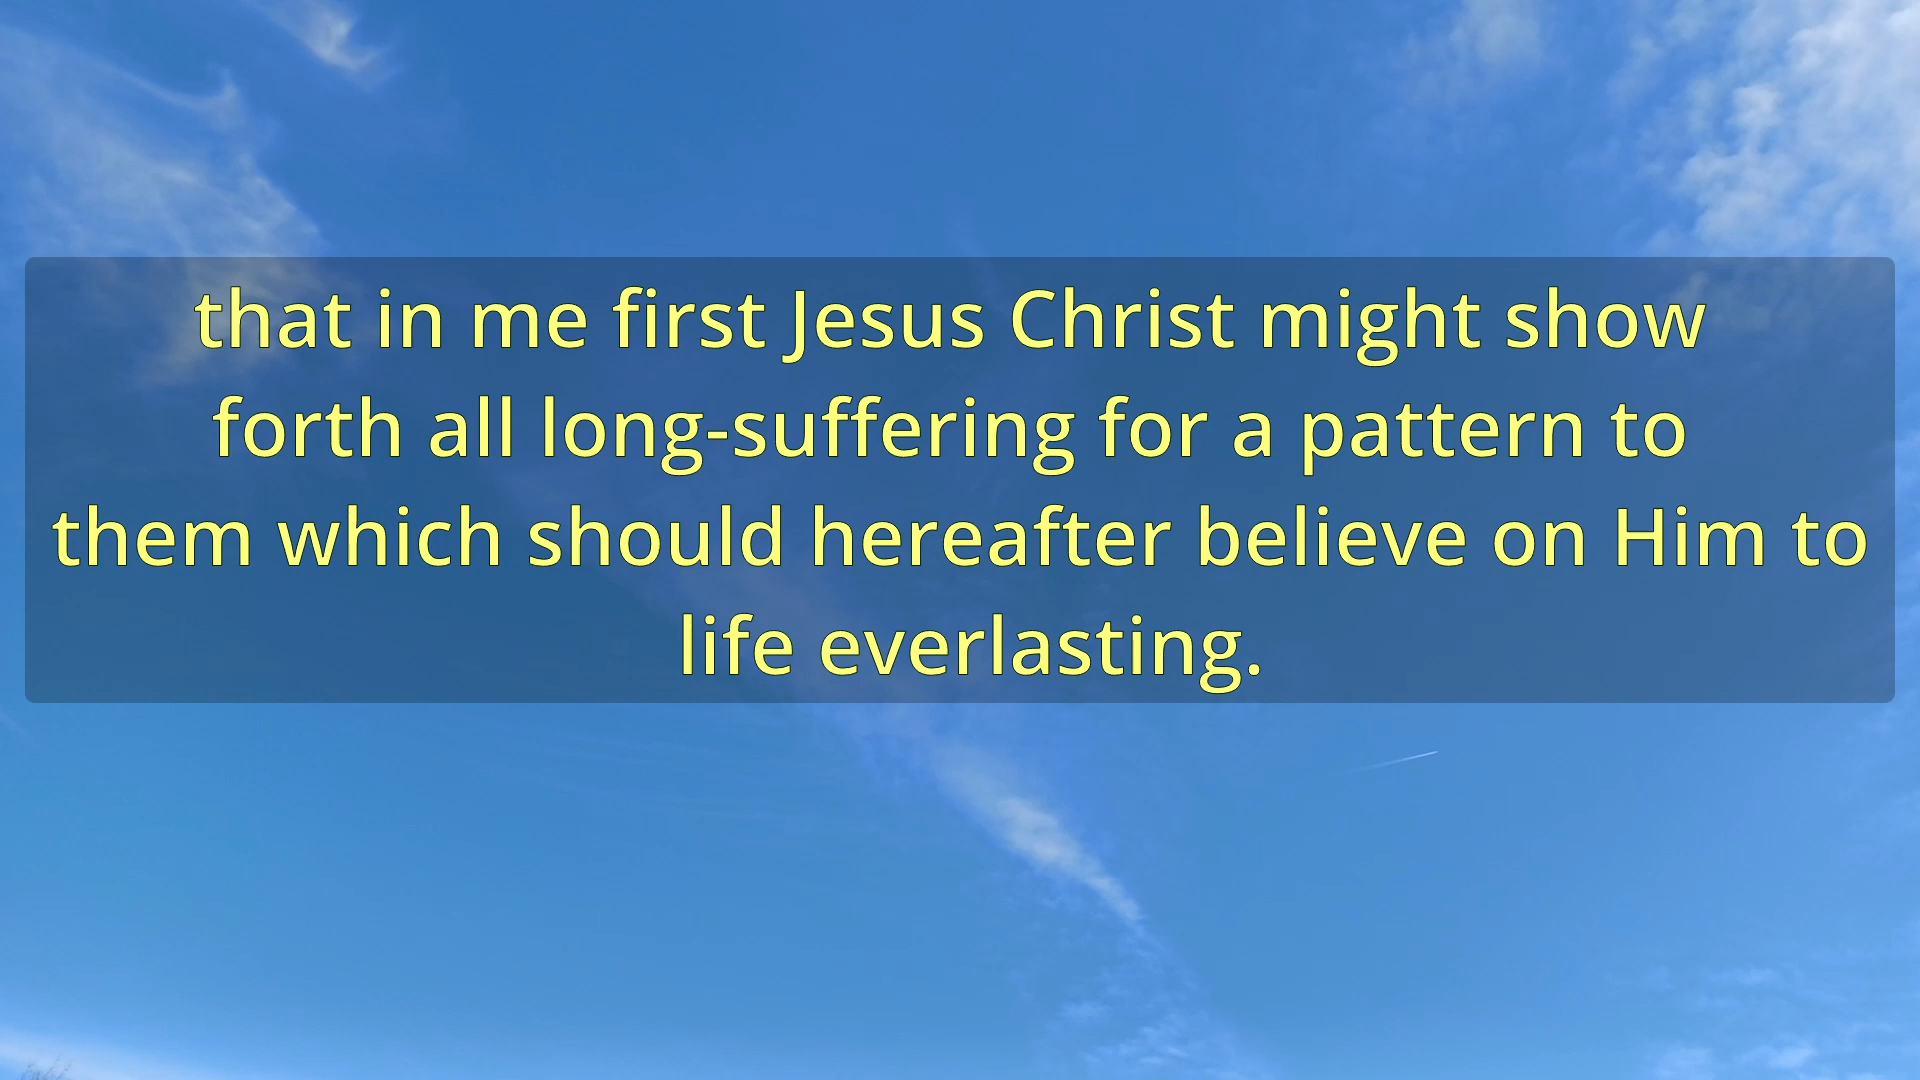 that in me first Jesus Christ might show
forth all long-suffering for a pattern to
them which should hereafter believe on Him to
life everlasting.